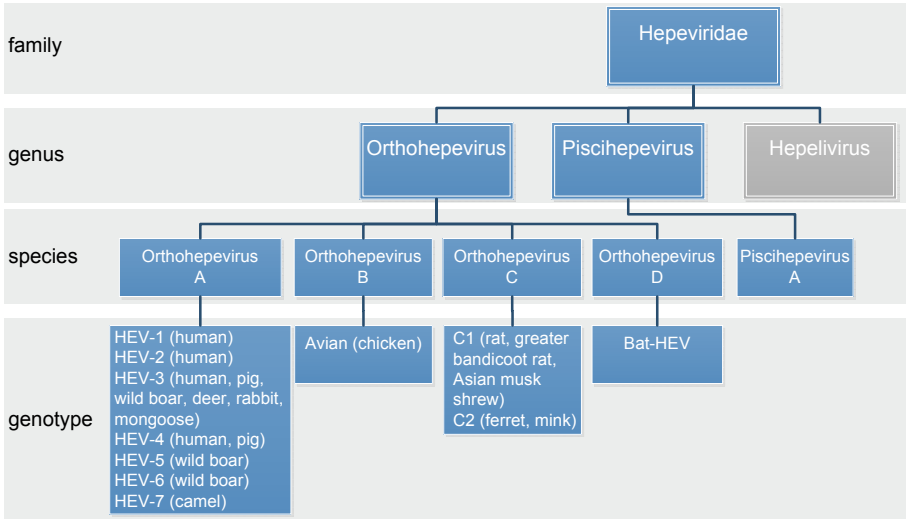 family
Hepeviridae
genus
Orthohepevirus
Piscihepevirus
Hepelivirus
species
Orthohepevirus
A
Orthohepevirus
B
Orthohepevirus
C
Orthohepevirus
D
Piscihepevirus
A
genotype
HEV-1 (human)
HEV-2 (human)
HEV-3 (human, pig,
wild boar, deer, rabbit,
mongoose)
HEV-4 (human, pig)
HEV-5 (wild boar)
HEV-6 (wild boar)
HEV-7 (camel)
Avian (chicken)
C1 (rat, greater
bandicoot rat,
Asian musk
shrew)
C2 (ferret, mink)
Bat-HEV